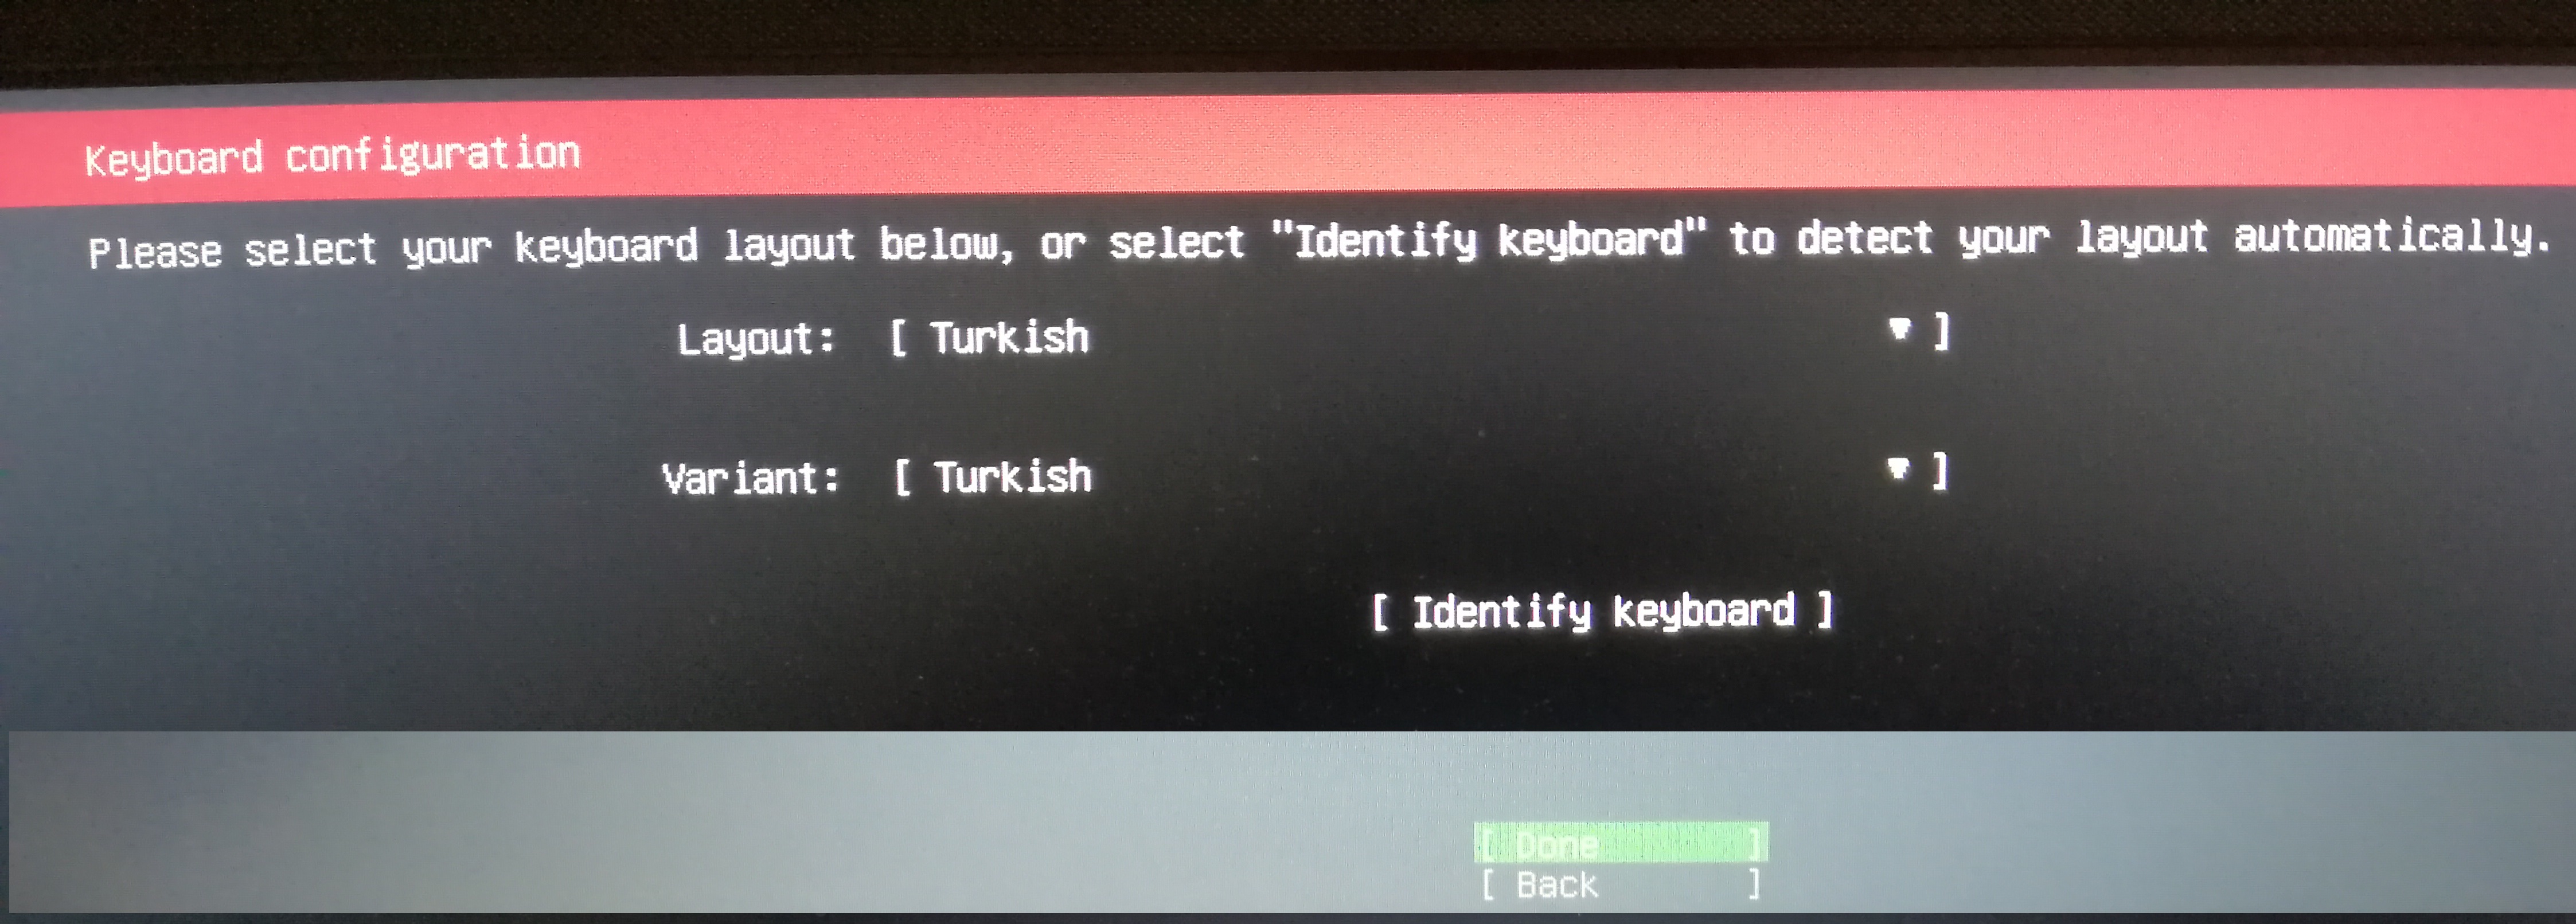 Keyboard configuration
Please select your keyboard layout below, or select "Identify keyboard" to detect your layout automatically.
Layout: [ Turkish ▾ ]
Variant: [ Turkish ▾ ]
[ Identify keyboard ]
[ Done ]
[ Back ]